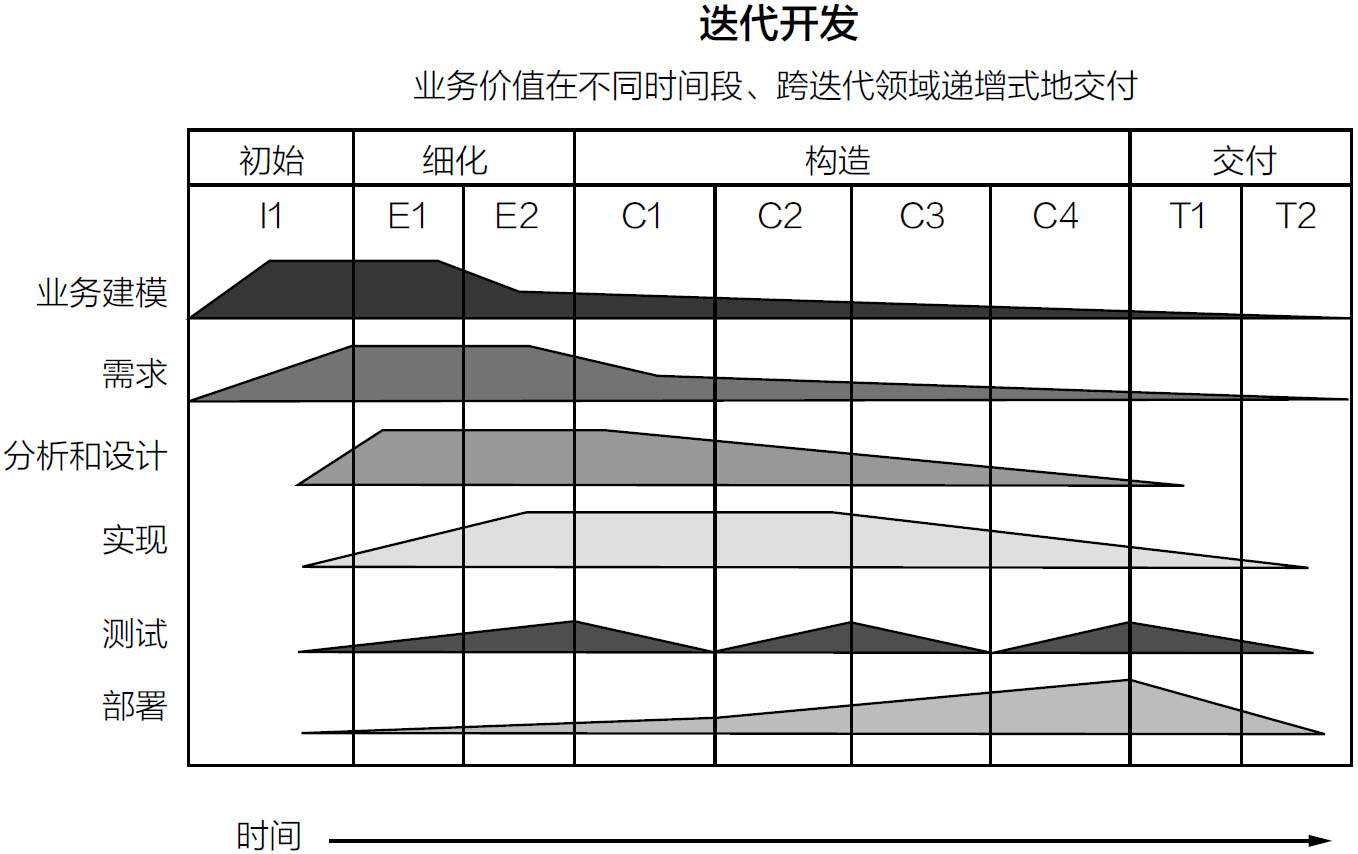 迭代开发
业务价值在不同时间段、跨迭代领域递增式地交付
初始 细化 构造 交付
I1 E1 E2 C1 C2 C3 C4 T1 T2
业务建模
需求
分析和设计
实现
测试
部署
时间